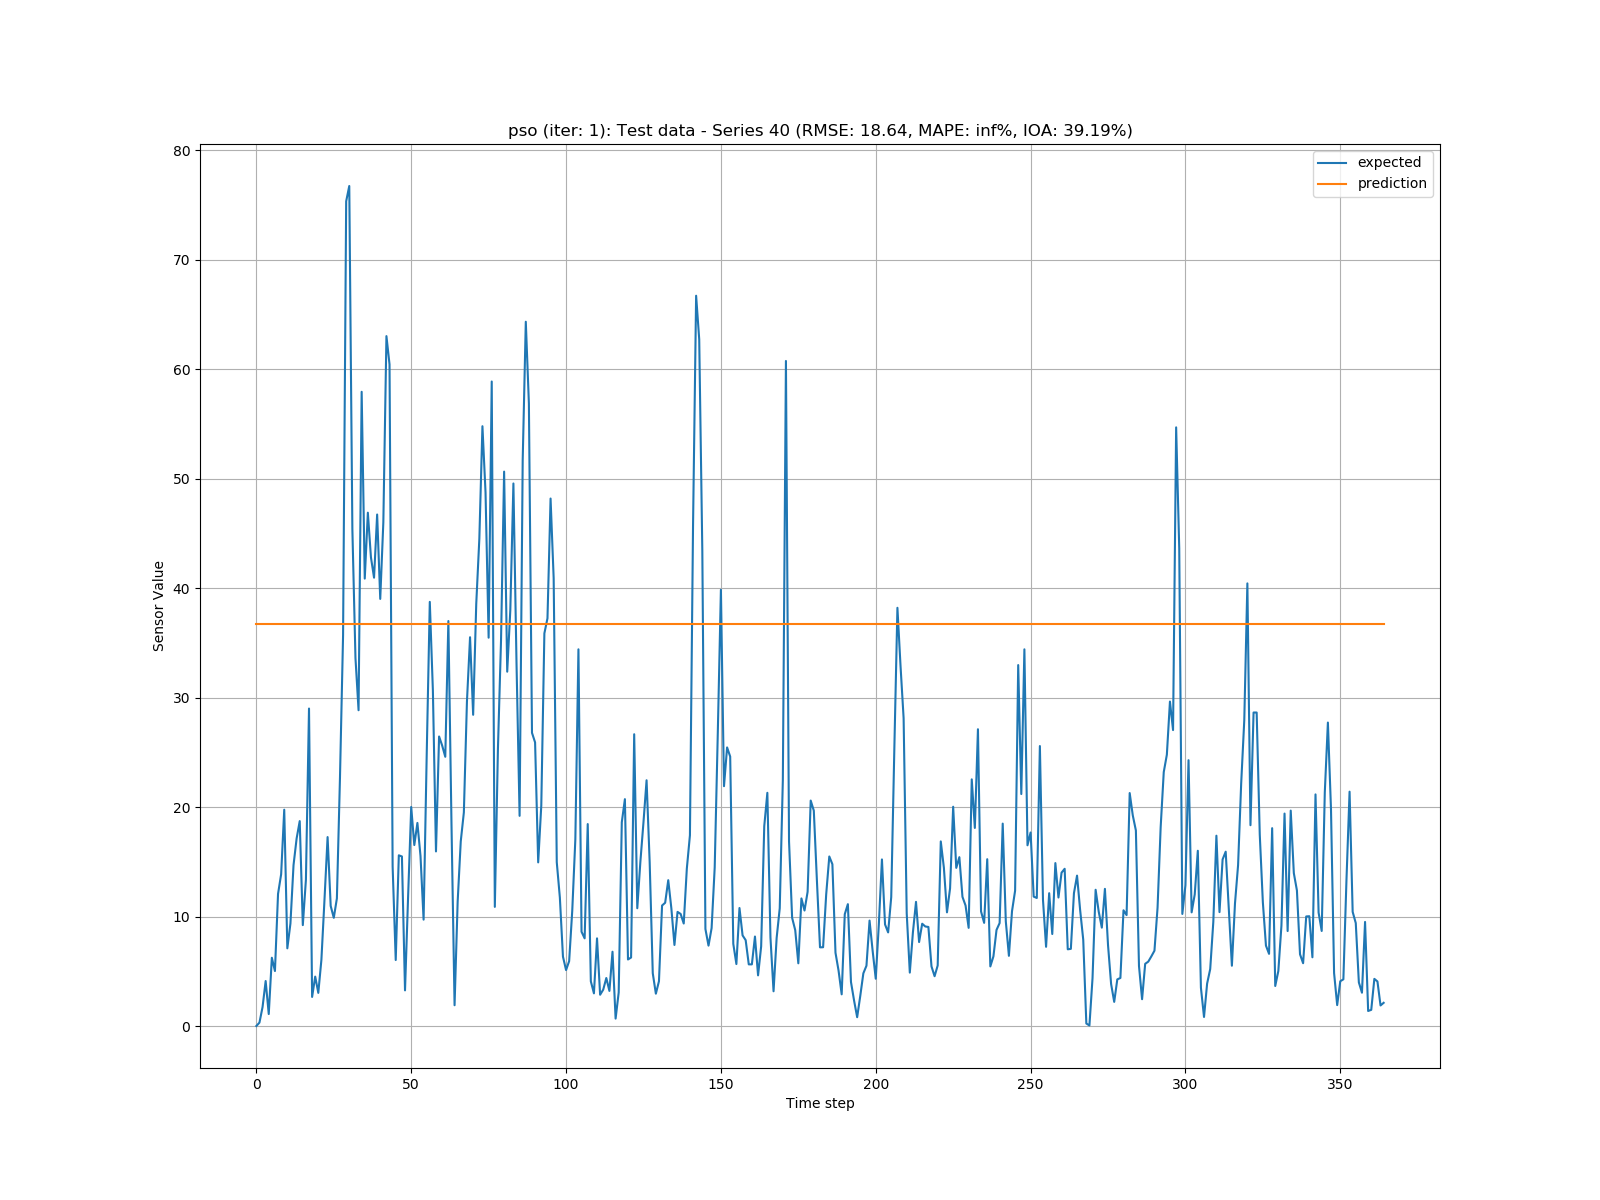 pso (iter: 1): Test data - Series 40 (RMSE: 18.64, MAPE: inf%, IOA: 39.19%)
expected
prediction
80
70
60
50
40
30
20
10
0
Sensor Value
0 50 100 150 200 250 300 350
Time step